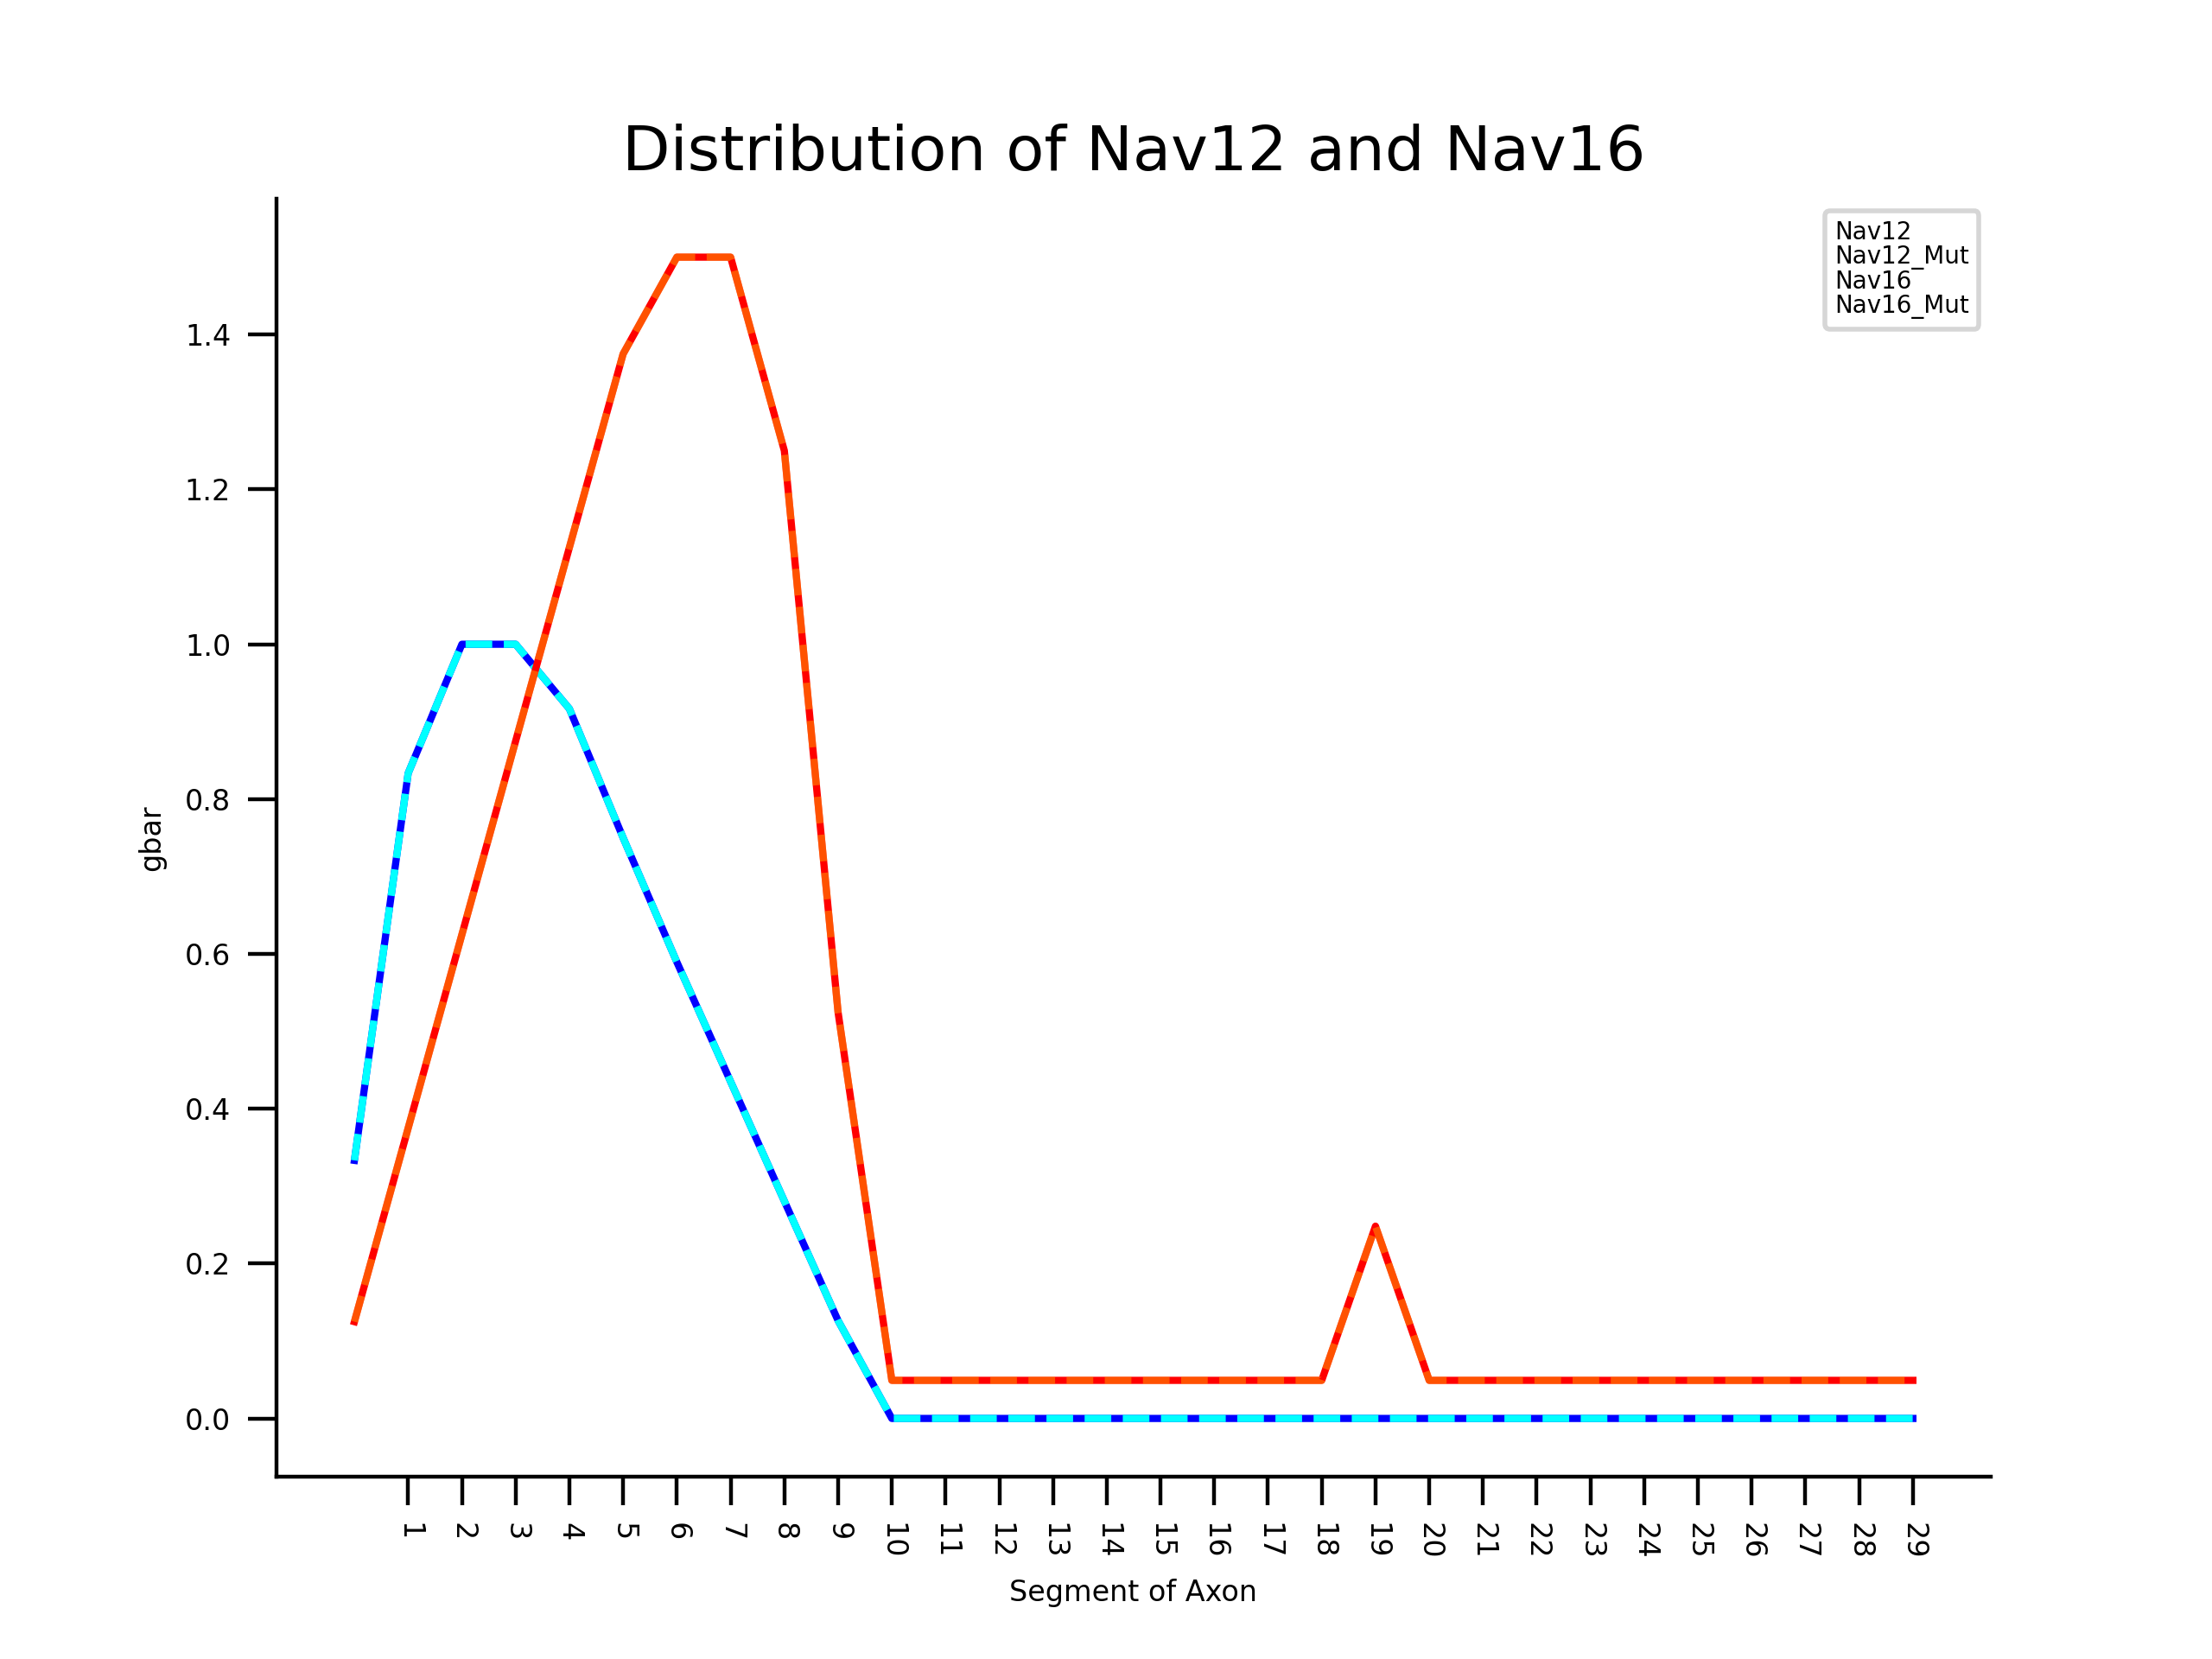 Distribution of Nav12 and Nav16
Nav12
Nav12_Mut
Nav16
Nav16_Mut
1.4
1.2
1.0
0.8
0.6
0.4
0.2
0.0
gbar
1 2 3 4 5 6 7 8 9 10 11 12 13 14 15 16 17 18 19 20 21 22 23 24 25 26 27 28 29
Segment of Axon